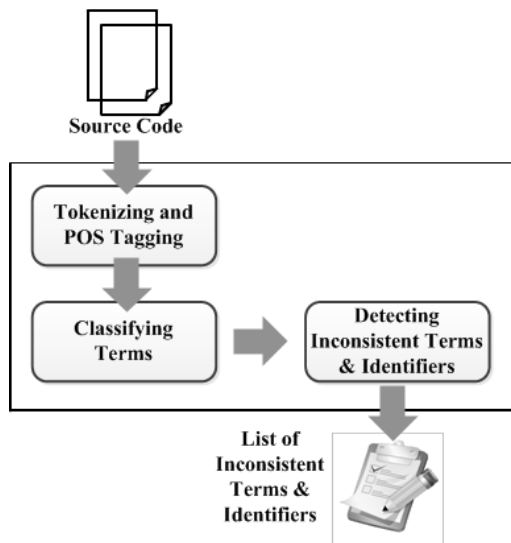 Source Code
Tokenizing and
POS Tagging
Classifying
Terms
Detecting
Inconsistent Terms
& Identifiers
List of
Inconsistent
Terms &
Identifiers